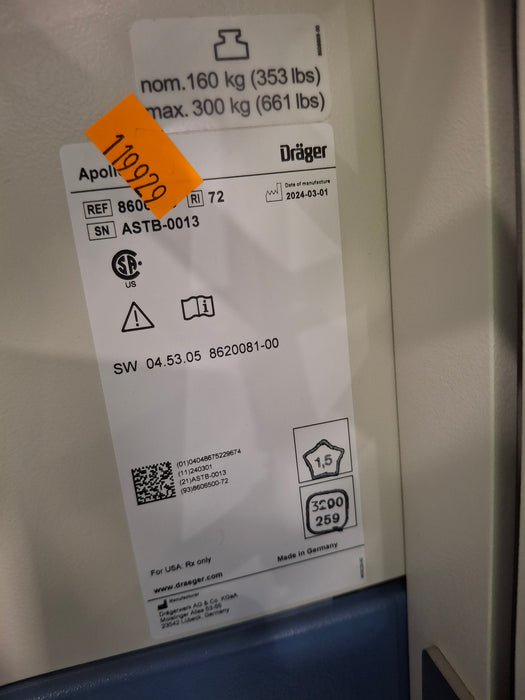 nom.160 kg (353 lbs)
max. 300 kg (661 lbs)
119929
Dräger
Date of manufacture
2024-03-01
REF
RI 72
SN ASTB-0013
SA
US
SW 04.53.05 8620081-00
(01)04048675229674
(11)240301
(21)ASTB-0013
(93)8606500-72
1,5
3200
259
For USA: Rx only
Made in Germany
www.draeger.com
Manufacturer
Drägerwerk AG & Co. KGaA
Moislinger Allee 53-55
23542 Lübeck, Germany